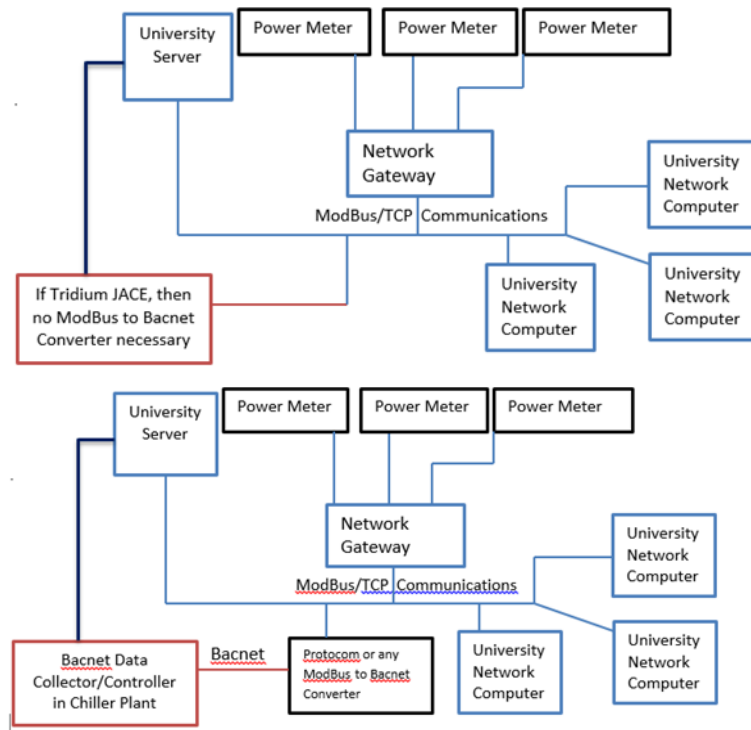 University
Server
Power Meter
Power Meter
Power Meter
Network
Gateway
ModBus/TCP Communications
University
Network
Computer
University
Network
Computer
University
Network
Computer
If Tridium JACE, then
no ModBus to Bacnet
Converter necessary
University
Server
Power Meter
Power Meter
Power Meter
Network
Gateway
ModBus/TCP Communications
University
Network
Computer
University
Network
Computer
University
Network
Computer
Bacnet Data
Collector/Controller
in Chiller Plant
Bacnet
Protocom or any
ModBus to Bacnet
Converter